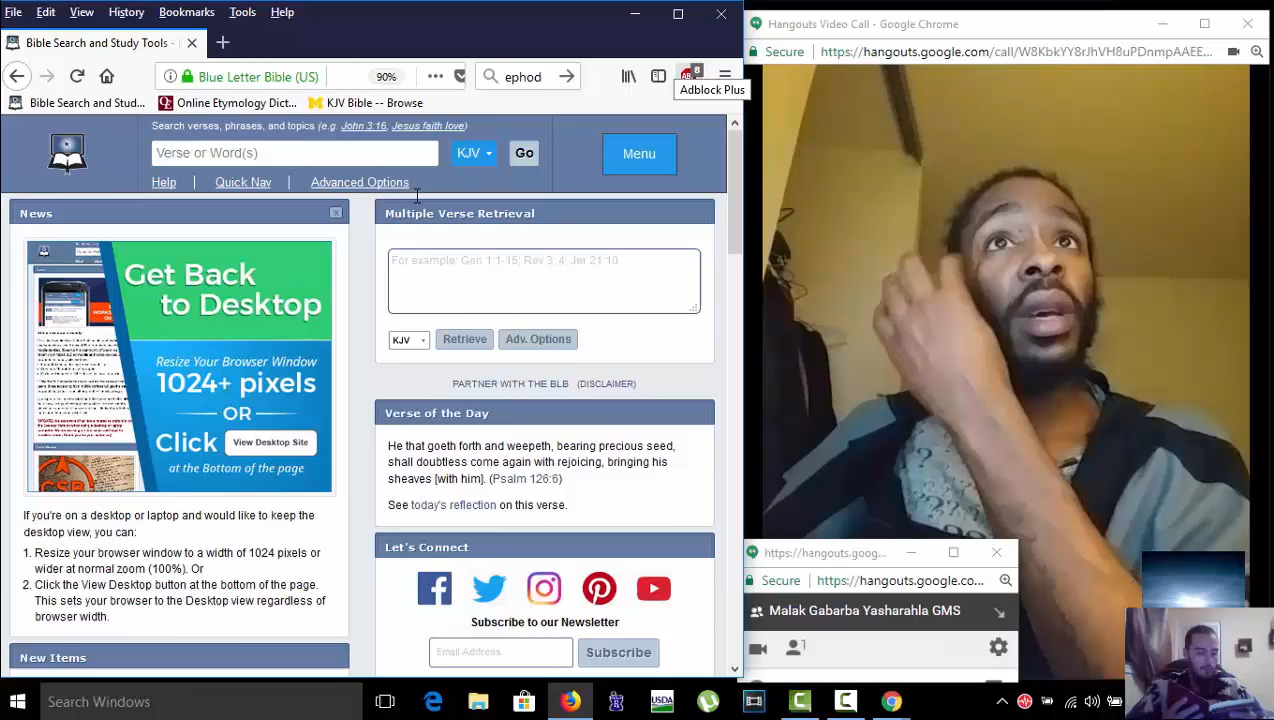 File Edit View History Bookmarks Tools Help
Bible Search and Study Tools -
Blue Letter Bible (US) 90% ephod
8
Adblock Plus
Bible Search and Stud... Online Etymology Dict... KJV Bible -- Browse
Search verses, phrases, and topics (e.g. John 3:16, Jesus faith love)
Verse or Word(s) KJV Go Menu
Help Quick Nav Advanced Options
News
Get Back
to Desktop
Resize Your Browser Window
1024+ pixels
OR
Click View Desktop Site
at the Bottom of the page
CSB
If you're on a desktop or laptop and would like to keep the
desktop view, you can:
1. Resize your browser window to a width of 1024 pixels or
wider at normal zoom (100%). Or
2. Click the View Desktop button at the bottom of the page.
This sets your browser to the Desktop view regardless of
browser width.
New Items
Multiple Verse Retrieval
For example: Gen 1:1-15; Rev 3; 4; Jer 21:10
KJV Retrieve Adv. Options
PARTNER WITH THE BLB (DISCLAIMER)
Verse of the Day
He that goeth forth and weepeth, bearing precious seed,
shall doubtless come again with rejoicing, bringing his
sheaves [with him]. (Psalm 126:6)
See today's reflection on this verse.
Let's Connect
Subscribe to our Newsletter
Email Address Subscribe
Hangouts Video Call - Google Chrome
Secure https://hangouts.google.com/call/W8KbkYY8rJhVH8uPDnmpAAEE...
https://hangouts.goog...
Secure https://hangouts.google.co...
Malak Gabarba Yasharahla GMS
1
Search Windows
USDA